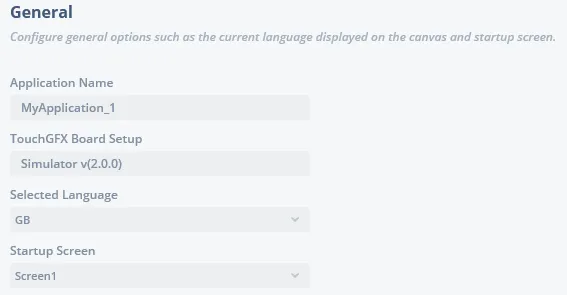 General
Configure general options such as the current language displayed on the canvas and startup screen.
Application Name
MyApplication_1
TouchGFX Board Setup
Simulator v(2.0.0)
Selected Language
GB
Startup Screen
Screen1